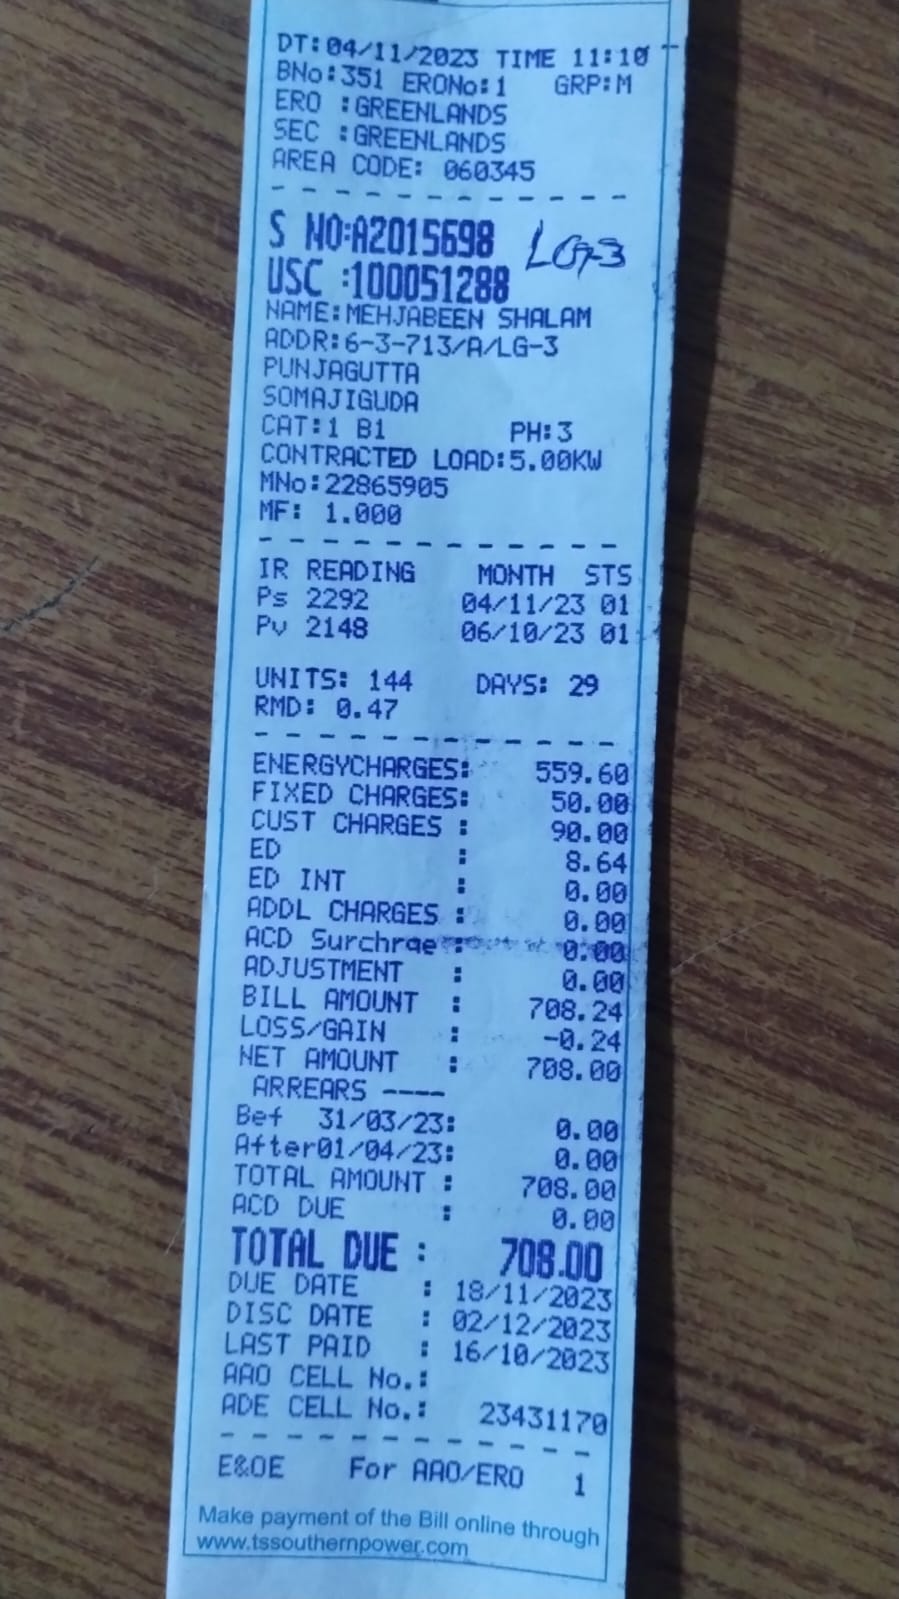 DT:04/11/2023 TIME 11:10
BNo:351 ERONo:1 GRP:M
ERO :GREENLANDS
SEC :GREENLANDS
AREA CODE: 060345
S NO:A2015698 LG-3
USC :100051288
NAME:MEHJABEEN SHALAM
ADDR:6-3-713/A/LG-3
PUNJAGUTTA
SOMAJIGUDA
CAT:1 B1 PH:3
CONTRACTED LOAD:5.00KW
MNo:22865905
MF: 1.000
IR READING MONTH STS
Ps 2292 04/11/23 01
Pv 2148 06/10/23 01
UNITS: 144 DAYS: 29
RMD: 0.47
ENERGYCHARGES: 559.60
FIXED CHARGES: 50.00
CUST CHARGES : 90.00
ED : 8.64
ED INT : 0.00
ADDL CHARGES : 0.00
ACD Surchrge : 0.00
ADJUSTMENT : 0.00
BILL AMOUNT : 708.24
LOSS/GAIN : -0.24
NET AMOUNT : 708.00
ARREARS ----
Bef 31/03/23: 0.00
After01/04/23: 0.00
TOTAL AMOUNT : 708.00
ACD DUE : 0.00
TOTAL DUE : 708.00
DUE DATE : 18/11/2023
DISC DATE : 02/12/2023
LAST PAID : 16/10/2023
AAO CELL No.:
ADE CELL No.: 23431170
E&OE For AAO/ERO 1
Make payment of the Bill online through
www.tssouthernpower.com